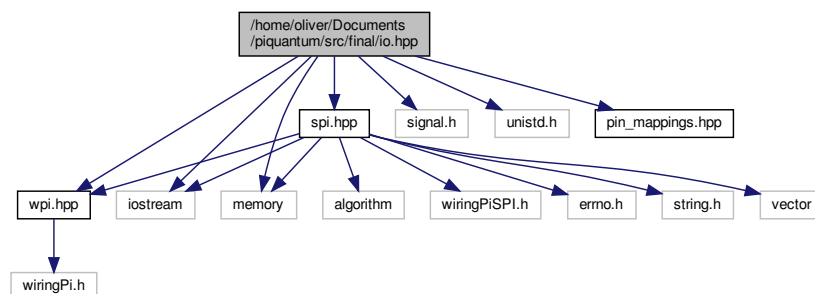 /home/oliver/Documents
/piquantum/src/final/io.hpp
spi.hpp
signal.h
unistd.h
pin_mappings.hpp
wpi.hpp
iostream
memory
algorithm
wiringPiSPI.h
errno.h
string.h
vector
wiringPi.h